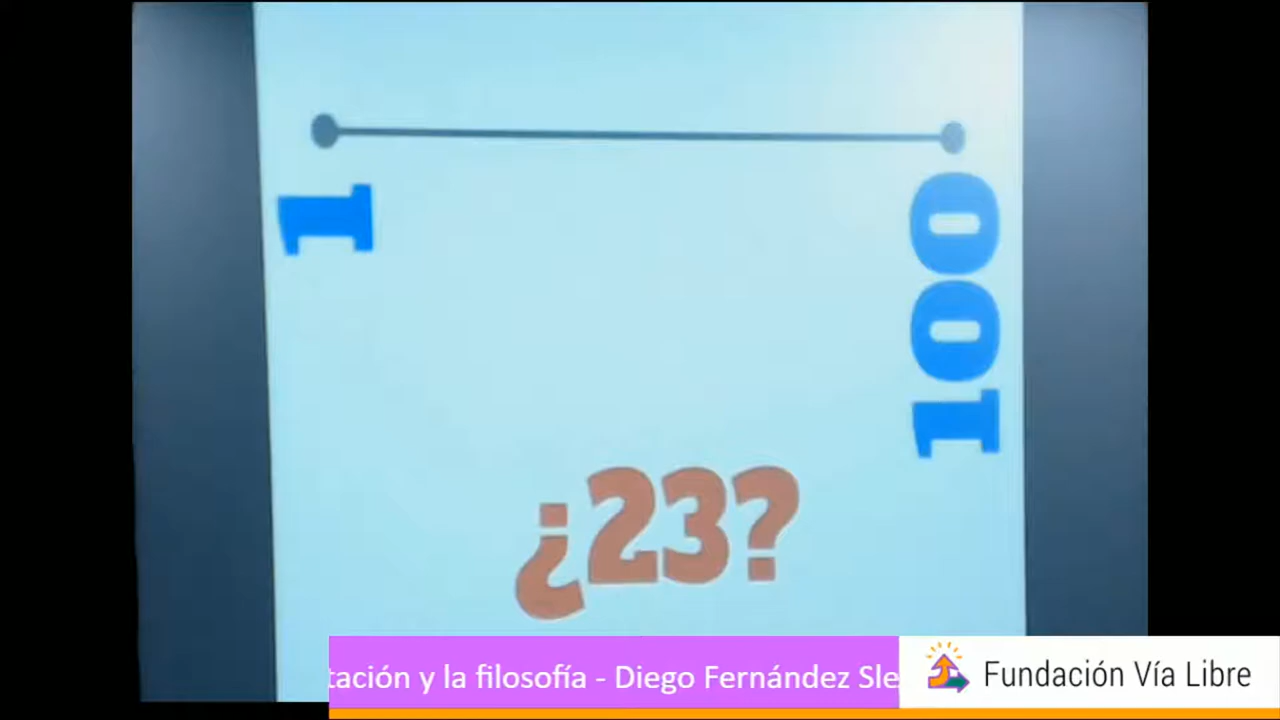 1
100
¿23?
tación y la filosofía - Diego Fernández Sle
Fundación Vía Libre